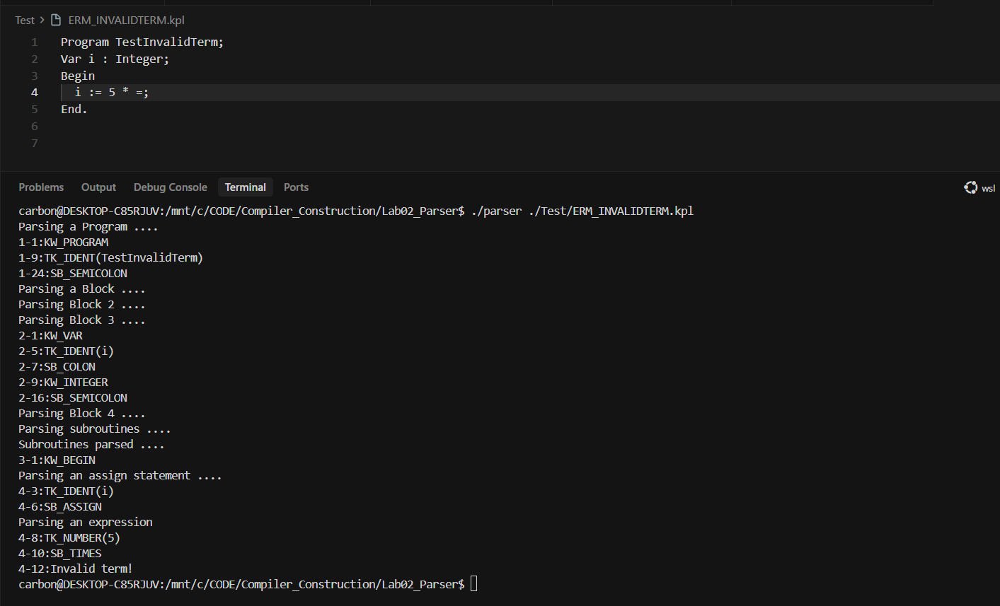 Test > ERM_INVALIDTERM.kpl
1 Program TestInvalidTerm;
2 Var i : Integer;
3 Begin
4 i := 5 * =;
5 End.
6
7
Problems Output Debug Console Terminal Ports wsl
carbon@DESKTOP-C85RJUV:/mnt/c/CODE/Compiler_Construction/Lab02_Parser$ ./parser ./Test/ERM_INVALIDTERM.kpl
Parsing a Program ....
1-1:KW_PROGRAM
1-9:TK_IDENT(TestInvalidTerm)
1-24:SB_SEMICOLON
Parsing a Block ....
Parsing Block 2 ....
Parsing Block 3 ....
2-1:KW_VAR
2-5:TK_IDENT(i)
2-7:SB_COLON
2-9:KW_INTEGER
2-16:SB_SEMICOLON
Parsing Block 4 ....
Parsing subroutines ....
Subroutines parsed ....
3-1:KW_BEGIN
Parsing an assign statement ....
4-3:TK_IDENT(i)
4-6:SB_ASSIGN
Parsing an expression
4-8:TK_NUMBER(5)
4-10:SB_TIMES
4-12:Invalid term!
carbon@DESKTOP-C85RJUV:/mnt/c/CODE/Compiler_Construction/Lab02_Parser$